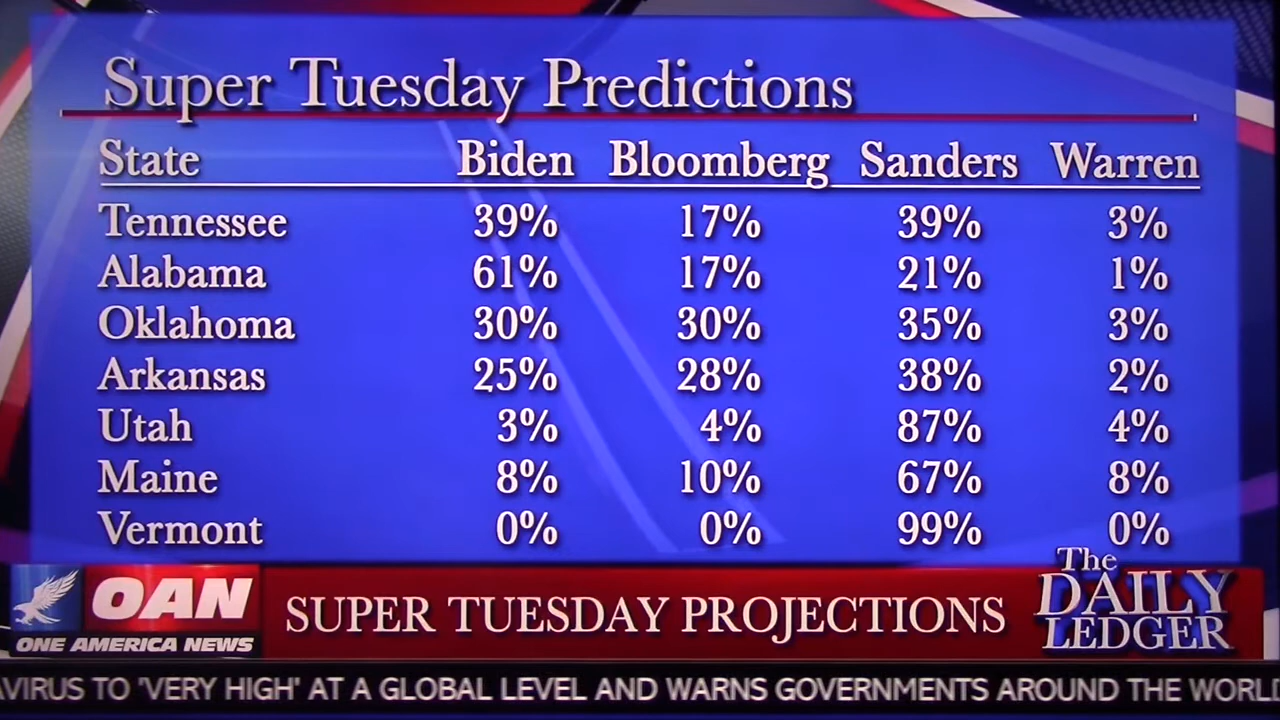 Super Tuesday Predictions
State Biden Bloomberg Sanders Warren
Tennessee 39% 17% 39% 3%
Alabama 61% 17% 21% 1%
Oklahoma 30% 30% 35% 3%
Arkansas 25% 28% 38% 2%
Utah 3% 4% 87% 4%
Maine 8% 10% 67% 8%
Vermont 0% 0% 99% 0%
OAN
ONE AMERICA NEWS
SUPER TUESDAY PROJECTIONS
The
DAILY
LEDGER
AVIRUS TO 'VERY HIGH' AT A GLOBAL LEVEL AND WARNS GOVERNMENTS AROUND THE WORL